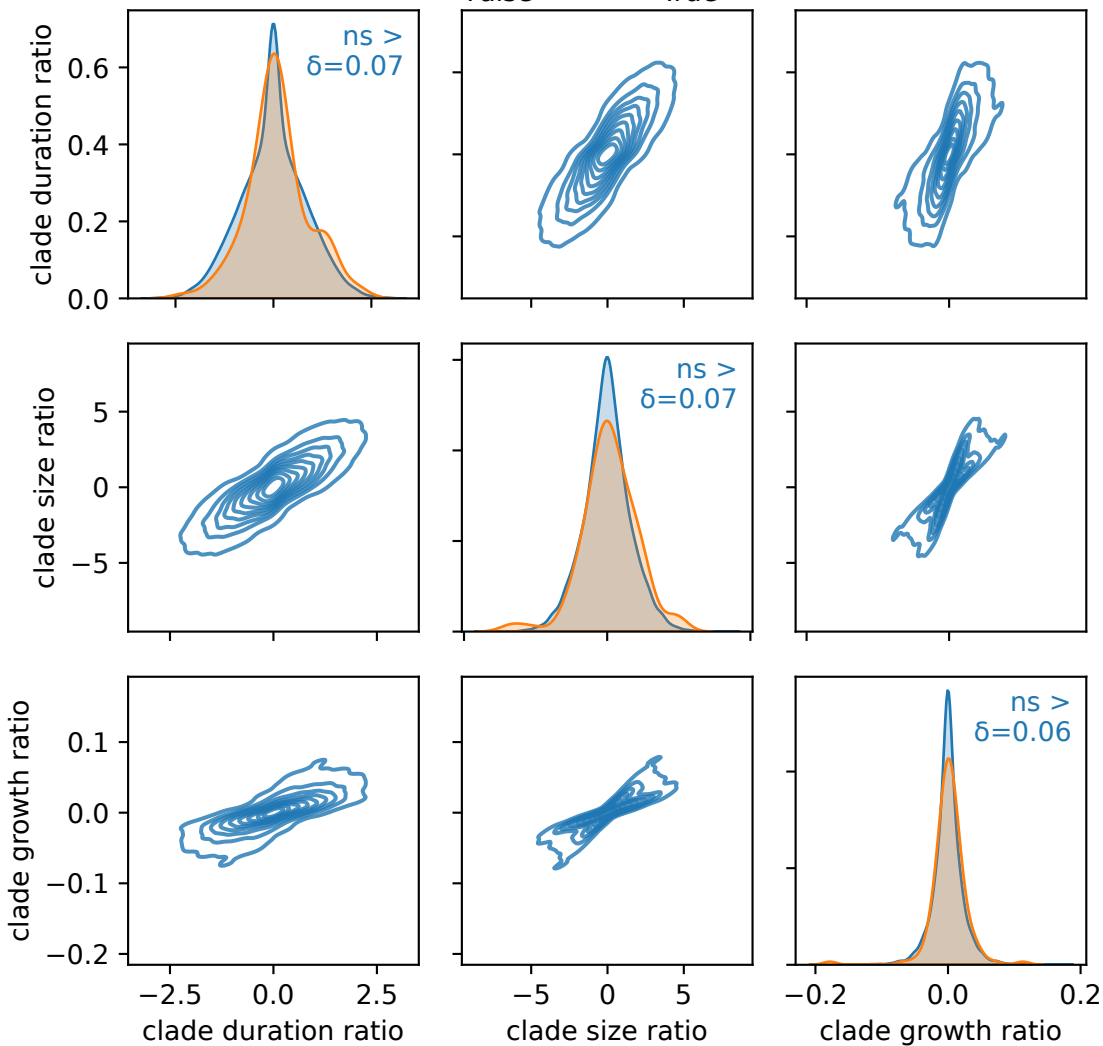 clade duration ratio
0.6
0.4
0.2
0.0
ns >
δ=0.07
clade size ratio
5
0
−5
ns >
δ=0.07
clade growth ratio
0.1
0.0
−0.1
−0.2
ns >
δ=0.06
−2.5 0.0 2.5
clade duration ratio
−5 0 5
clade size ratio
−0.2 0.0 0.2
clade growth ratio